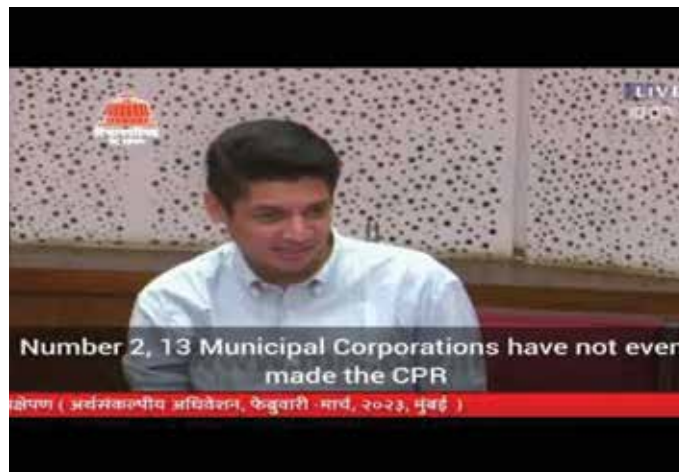 LIVE
Number 2, 13 Municipal Corporations have not even
made the CPR
क्षेपण ( अर्थसंकल्पीय अधिवेशन, फेब्रुवारी -मार्च, २०२३, मुंबई )